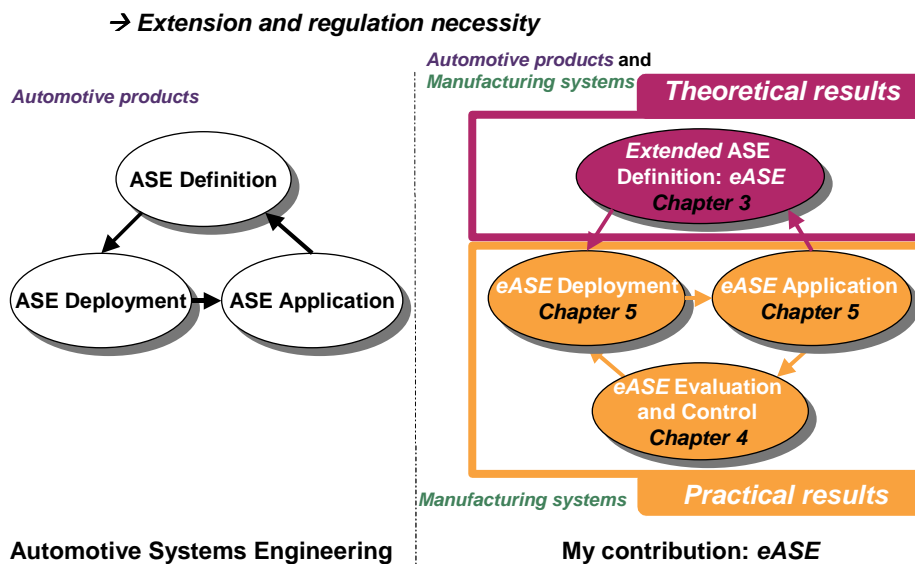 → Extension and regulation necessity
Automotive products
ASE Definition
ASE Deployment
ASE Application
Automotive Systems Engineering
Automotive products and
Manufacturing systems
Theoretical results
Extended ASE
Definition: eASE
Chapter 3
eASE Deployment
Chapter 5
eASE Application
Chapter 5
eASE Evaluation
and Control
Chapter 4
Manufacturing systems
Practical results
My contribution: eASE